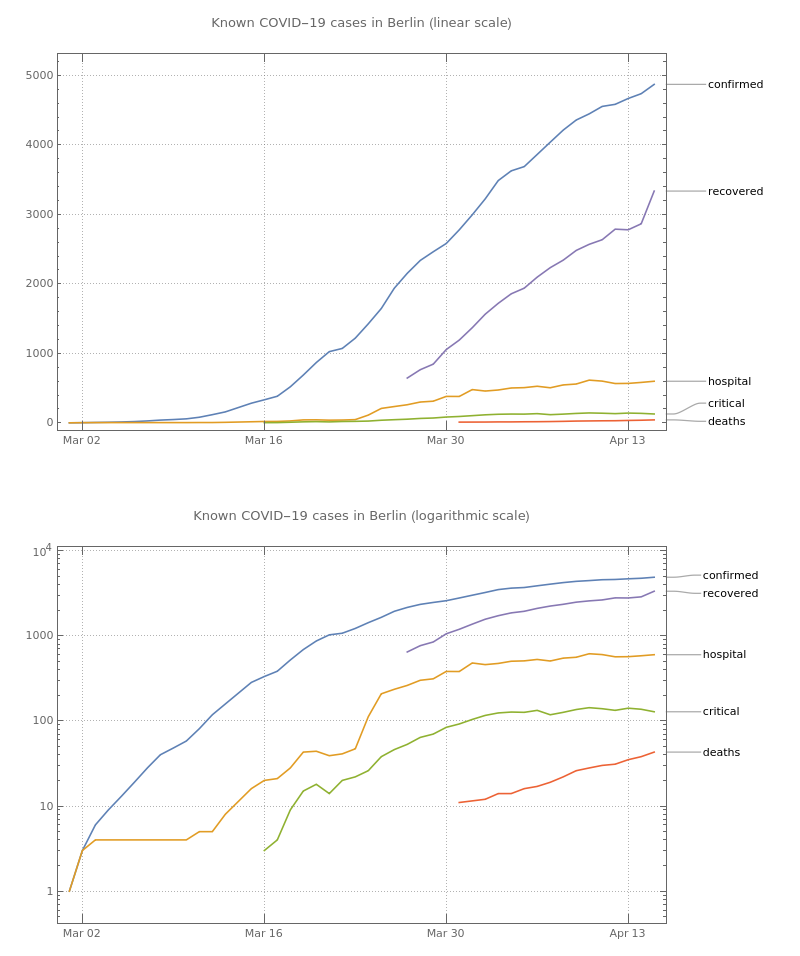 Known COVID–19 cases in Berlin (linear scale)
5000
4000
3000
2000
1000
0
Mar 02 Mar 16 Mar 30 Apr 13
confirmed
recovered
hospital
critical
deaths
Known COVID–19 cases in Berlin (logarithmic scale)
10⁴
1000
100
10
1
Mar 02 Mar 16 Mar 30 Apr 13
confirmed
recovered
hospital
critical
deaths